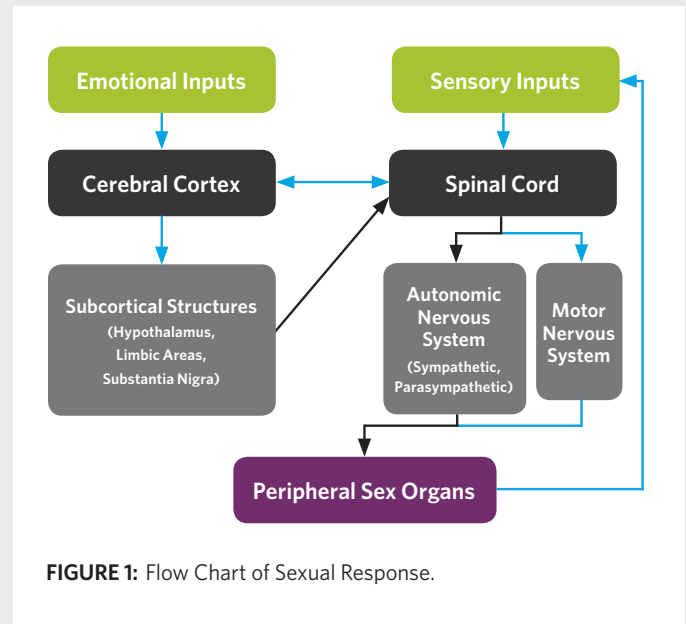 Emotional Inputs
Sensory Inputs
Cerebral Cortex
Spinal Cord
Subcortical Structures
(Hypothalamus,
Limbic Areas,
Substantia Nigra)
Autonomic
Nervous
System
(Sympathetic,
Parasympathetic)
Motor
Nervous
System
Peripheral Sex Organs
FIGURE 1: Flow Chart of Sexual Response.